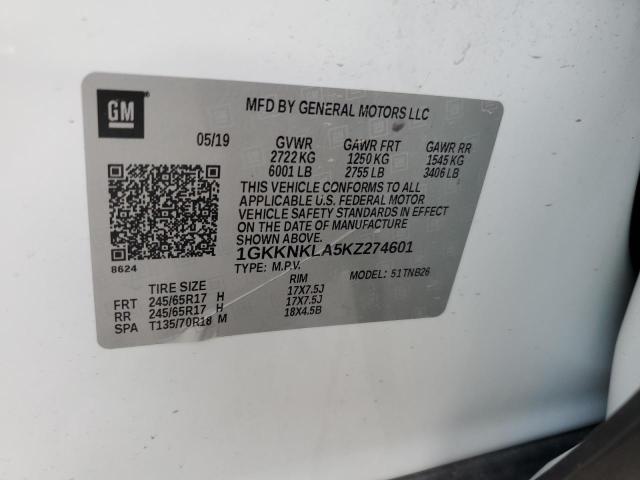 GM
MFD BY GENERAL MOTORS LLC
05/19 GVWR GAWR FRT GAWR RR
2722 KG 1250 KG 1545 KG
6001 LB 2755 LB 3406 LB
THIS VEHICLE CONFORMS TO ALL
APPLICABLE U.S. FEDERAL MOTOR
VEHICLE SAFETY STANDARDS IN EFFECT
ON THE DATE OF MANUFACTURE
SHOWN ABOVE.
1GKKNKLA5KZ274601
8624
TYPE: M.P.V. MODEL: 51TNB26
TIRE SIZE RIM
FRT 245/65R17 H 17X7.5J
RR 245/65R17 H 17X7.5J
SPA T135/70R18 M 18X4.5B